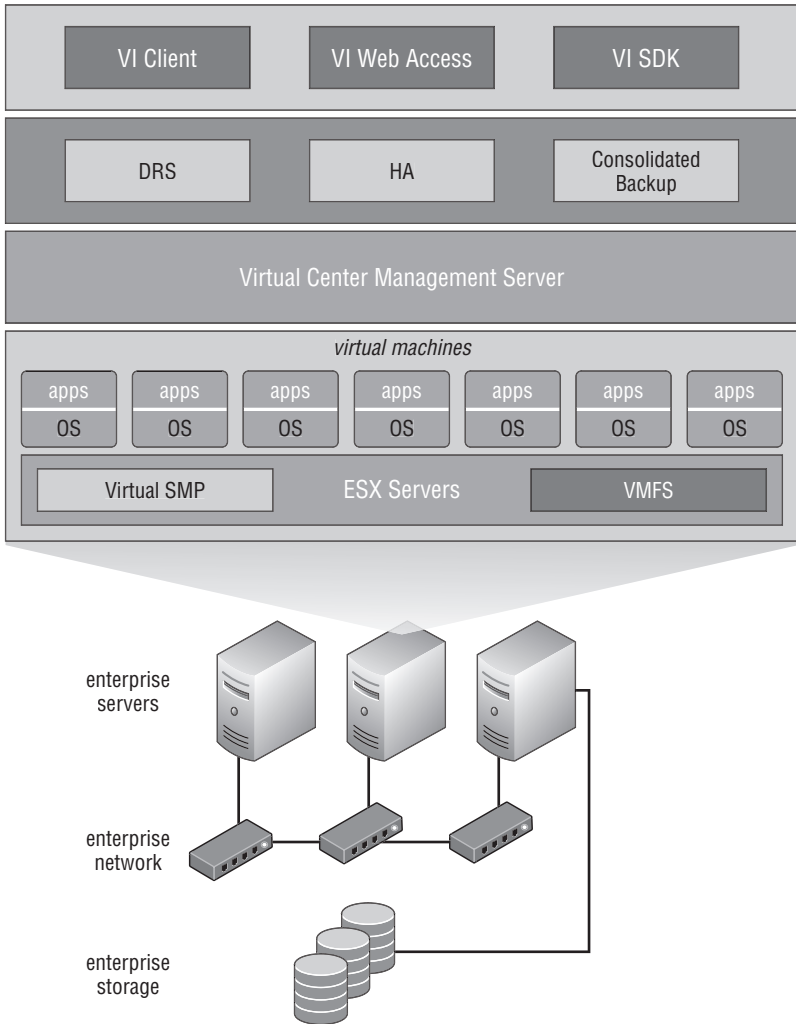 VI Client
VI Web Access
VI SDK
DRS
HA
Consolidated
Backup
Virtual Center Management Server
virtual machines
apps
apps
apps
apps
apps
apps
apps
OS
OS
OS
OS
OS
OS
OS
Virtual SMP
ESX Servers
VMFS
enterprise
servers
enterprise
network
enterprise
storage